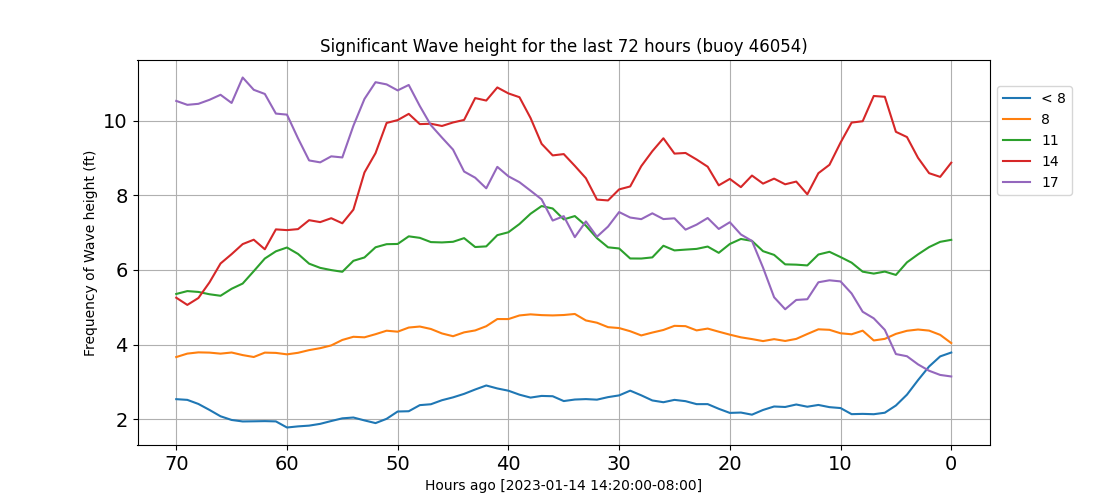 Significant Wave height for the last 72 hours (buoy 46054)
Frequency of Wave height (ft)
10
8
6
4
2
70 60 50 40 30 20 10 0
Hours ago [2023-01-14 14:20:00-08:00]
< 8
8
11
14
17